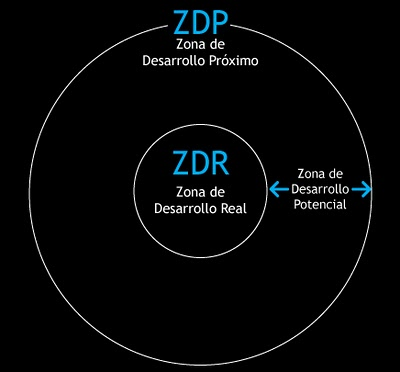 ZDP
Zona de
Desarrollo Próximo
ZDR
Zona de
Desarrollo Real
Zona de
Desarrollo
Potencial